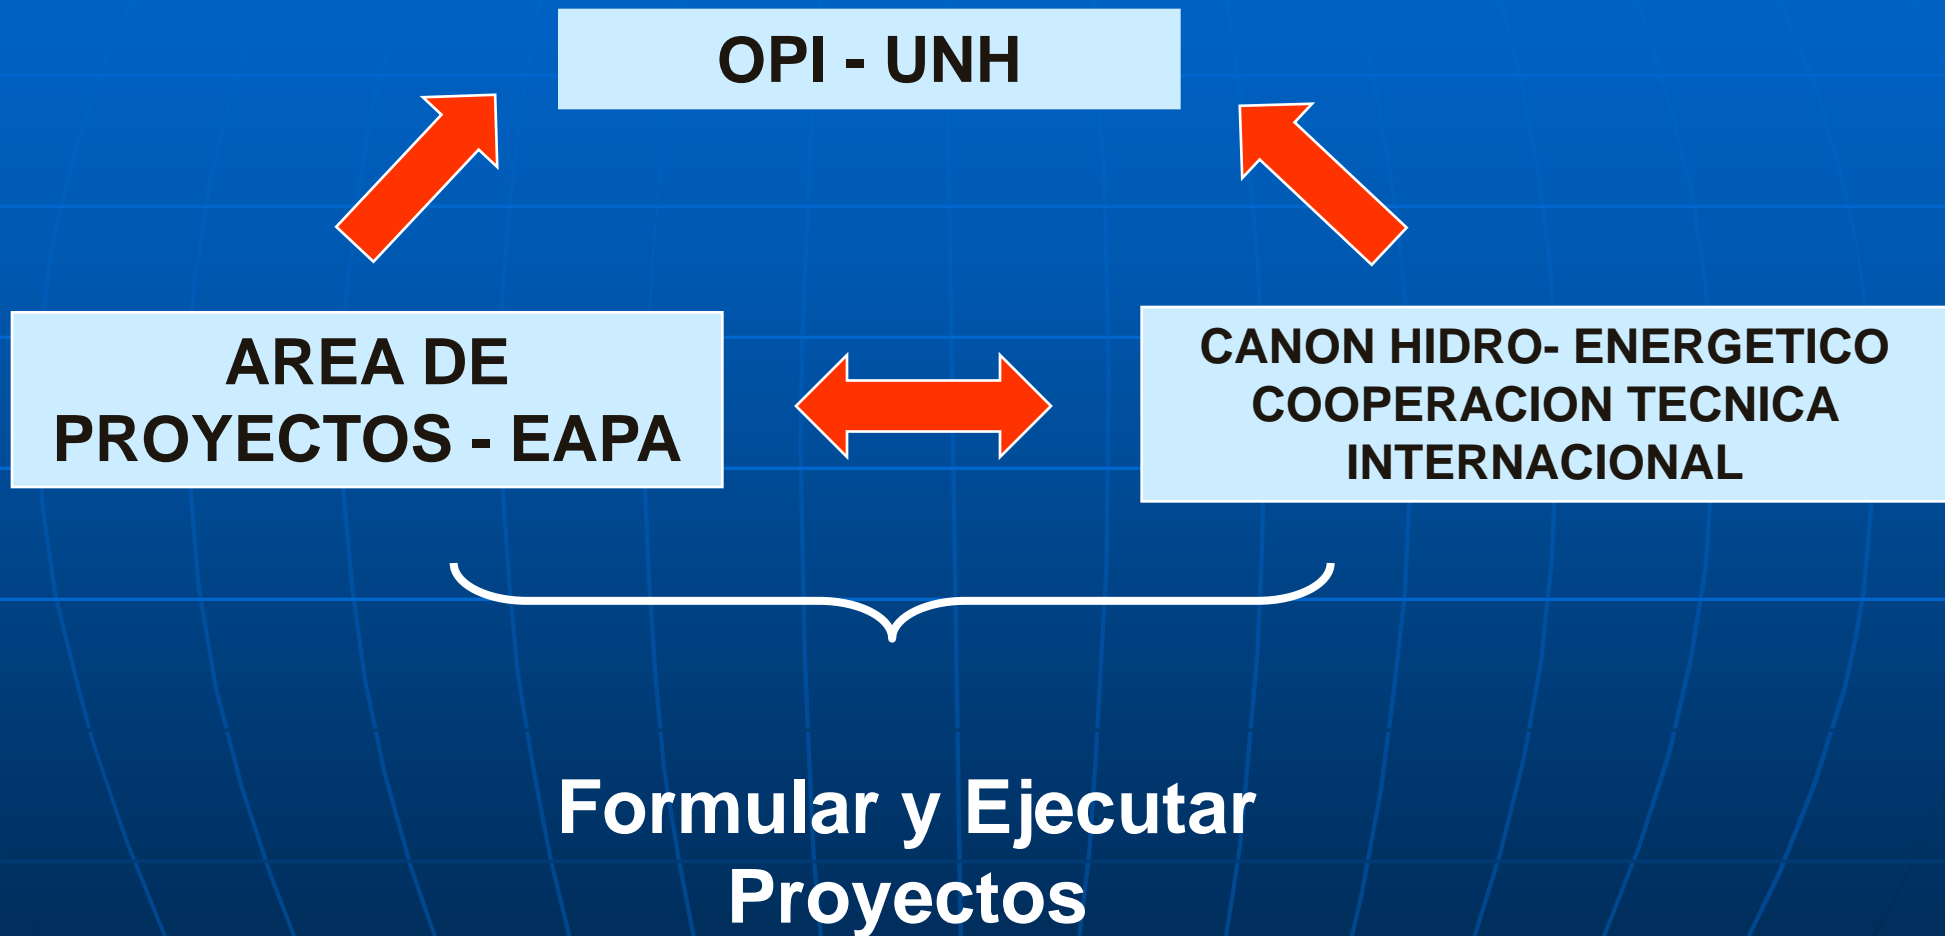 OPI - UNH
AREA DE
PROYECTOS - EAPA
CANON HIDRO- ENERGETICO
COOPERACION TECNICA
INTERNACIONAL
Formular y Ejecutar
Proyectos